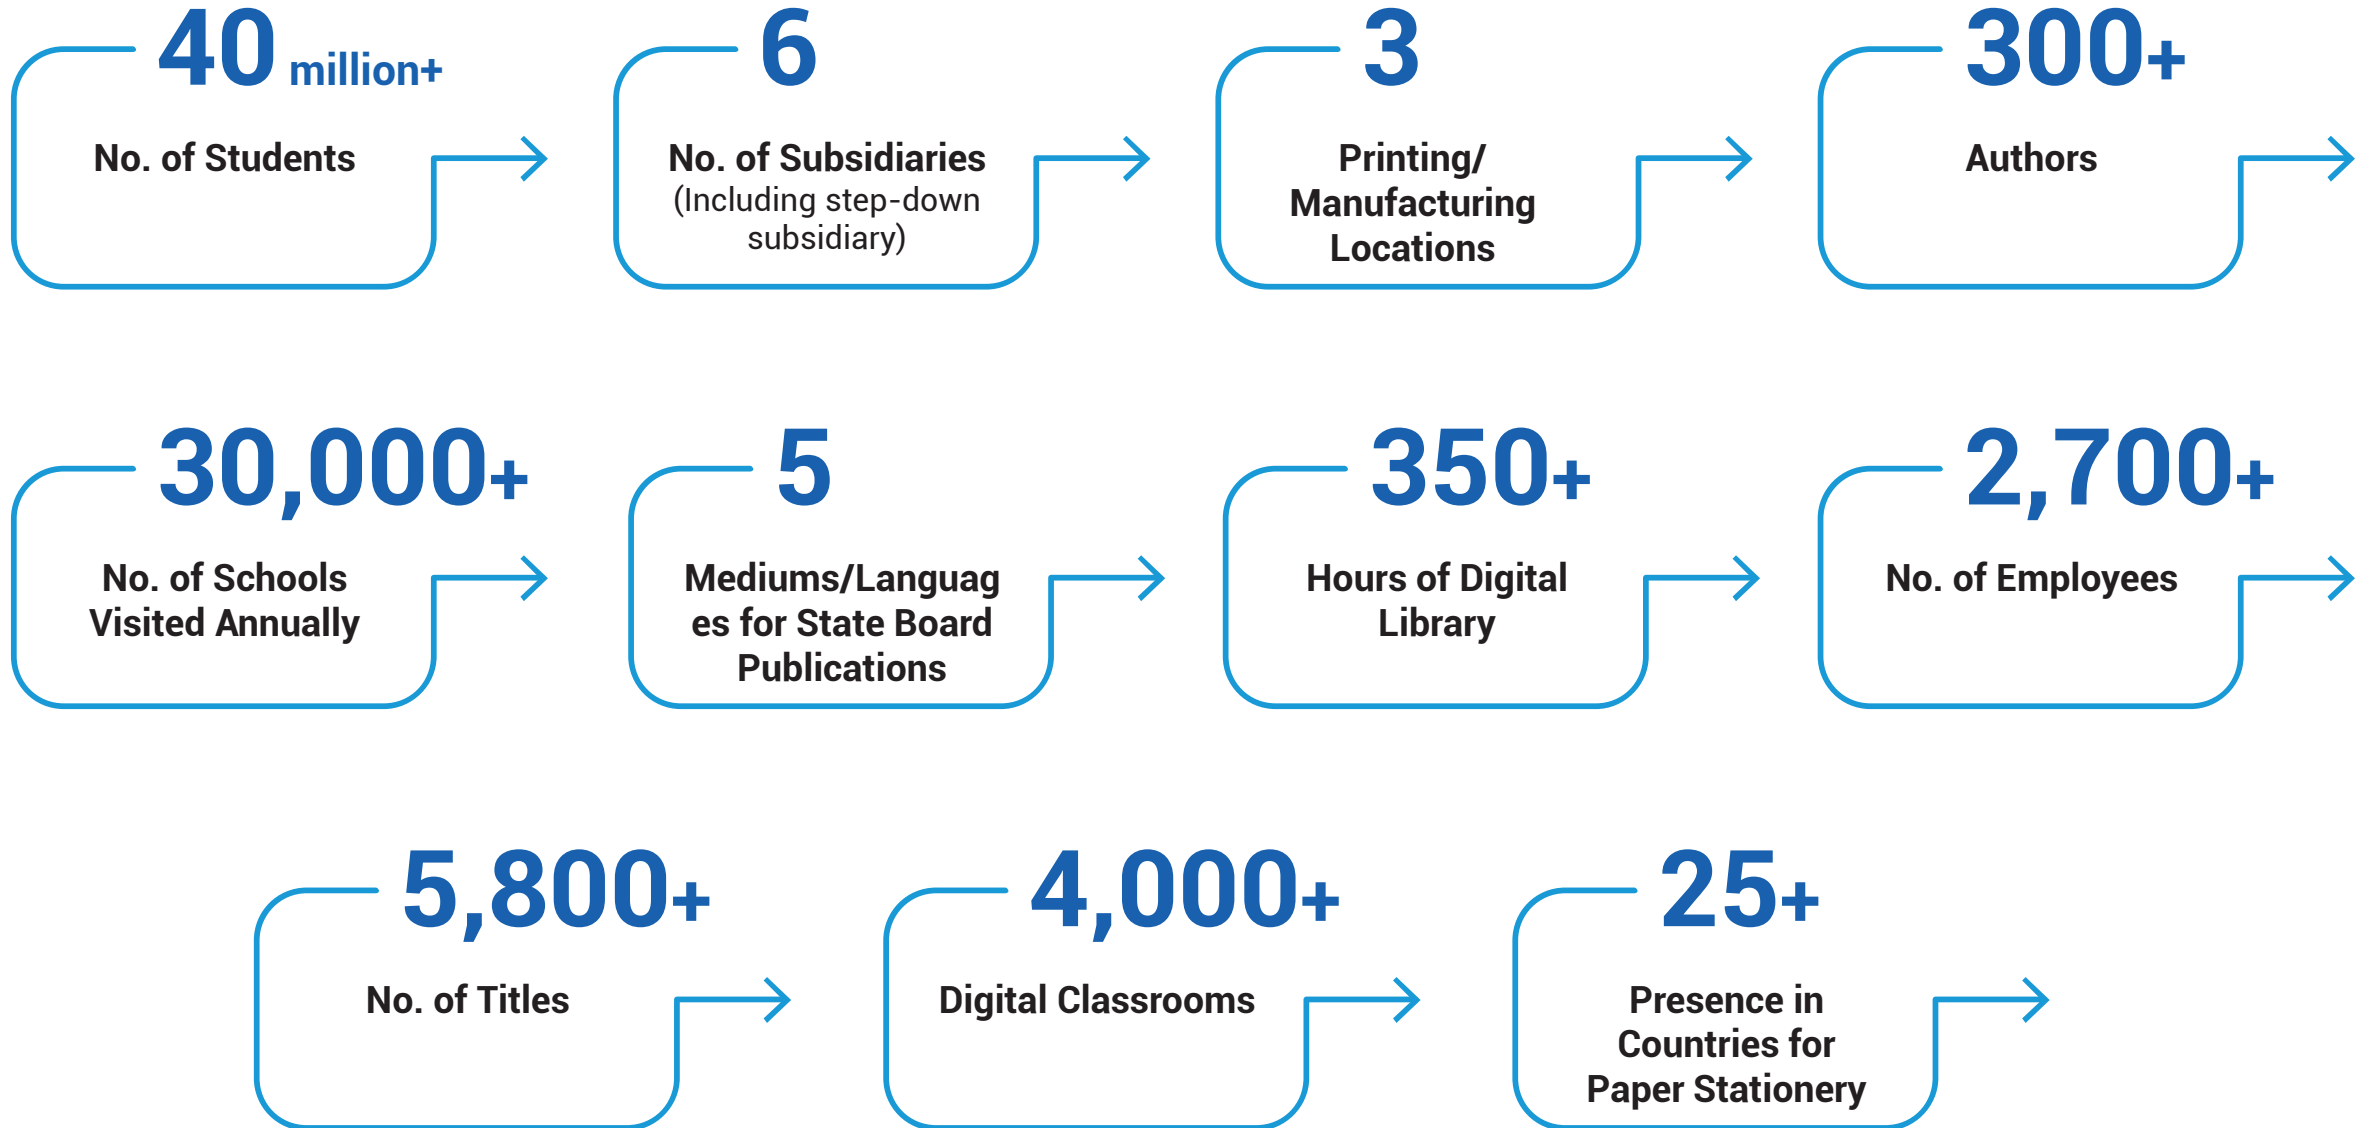 40 million+
No. of Students
6
No. of Subsidiaries
(Including step-down
subsidiary)
3
Printing/
Manufacturing
Locations
300+
Authors
30,000+
No. of Schools
Visited Annually
5
Mediums/Languag
es for State Board
Publications
350+
Hours of Digital
Library
2,700+
No. of Employees
5,800+
No. of Titles
4,000+
Digital Classrooms
25+
Presence in
Countries for
Paper Stationery